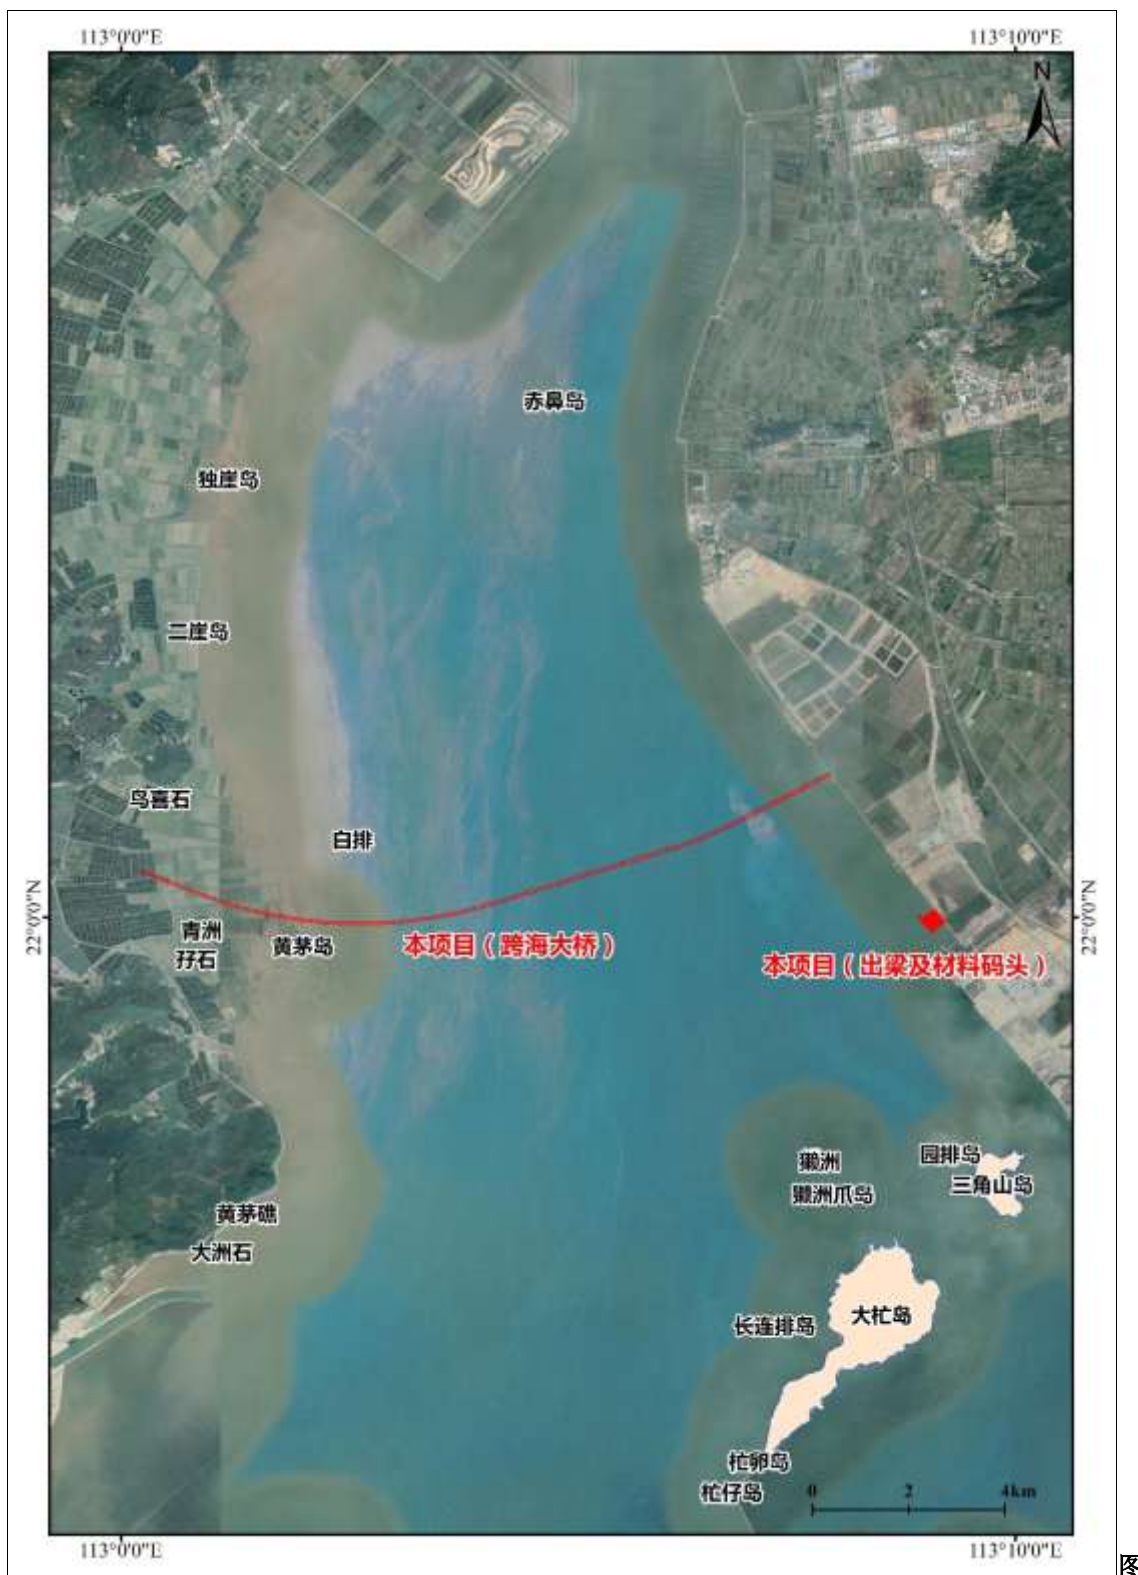 113°0'0"E
113°10'0"E
N
赤鼻岛
独崖岛
二崖岛
鸟喜石
白排
22°0'0"N
22°0'0"N
青洲
孖石
黄茅岛
本项目（跨海大桥）
本项目（出梁及材料码头）
獭洲
獭洲爪岛
园排岛
三角山岛
黄茅礁
大洲石
长连排岛
大杧岛
杧卵岛
杧仔岛
0 2 4km
113°0'0"E
113°10'0"E
图